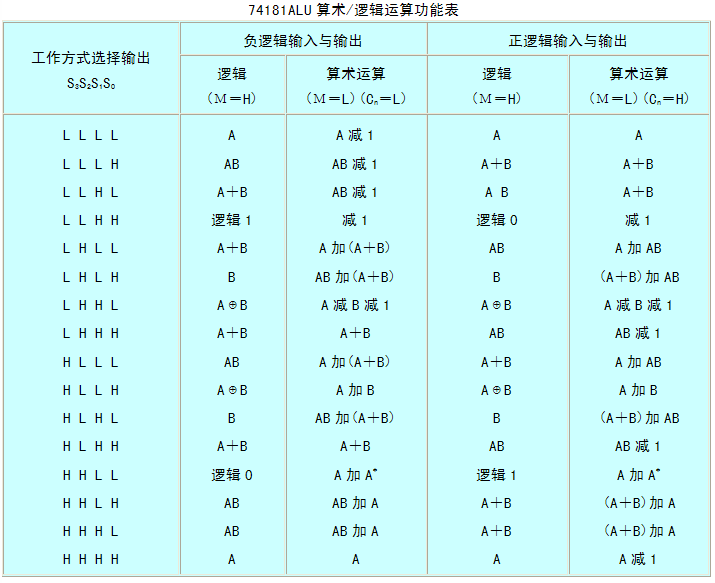 74181ALU 算术/逻辑运算功能表
工作方式选择输出 负逻辑输入与输出 正逻辑输入与输出
S₃S₂S₁S₀ 逻辑 算术运算 逻辑 算术运算
(M=H) (M=L)(Cₙ=L) (M=H) (M=L)(Cₙ=H)
L L L L A A 减 1 A A
L L L H AB AB 减 1 A+B A+B
L L H L A+B AB 减 1 A B A+B
L L H H 逻辑 1 减 1 逻辑 0 减 1
L H L L A+B A 加(A+B) AB A 加 AB
L H L H B AB 加(A+B) B (A+B)加 AB
L H H L A⊕B A 减 B 减 1 A⊕B A 减 B 减 1
L H H H A+B A+B AB AB 减 1
H L L L AB A 加(A+B) A+B A 加 AB
H L L H A⊕B A 加 B A⊕B A 加 B
H L H L B AB 加(A+B) B (A+B)加 AB
H L H H A+B A+B AB AB 减 1
H H L L 逻辑 0 A 加 A* 逻辑 1 A 加 A*
H H L H AB AB 加 A A+B (A+B)加 A
H H H L AB AB 加 A A+B (A+B)加 A
H H H H A A A A 减 1